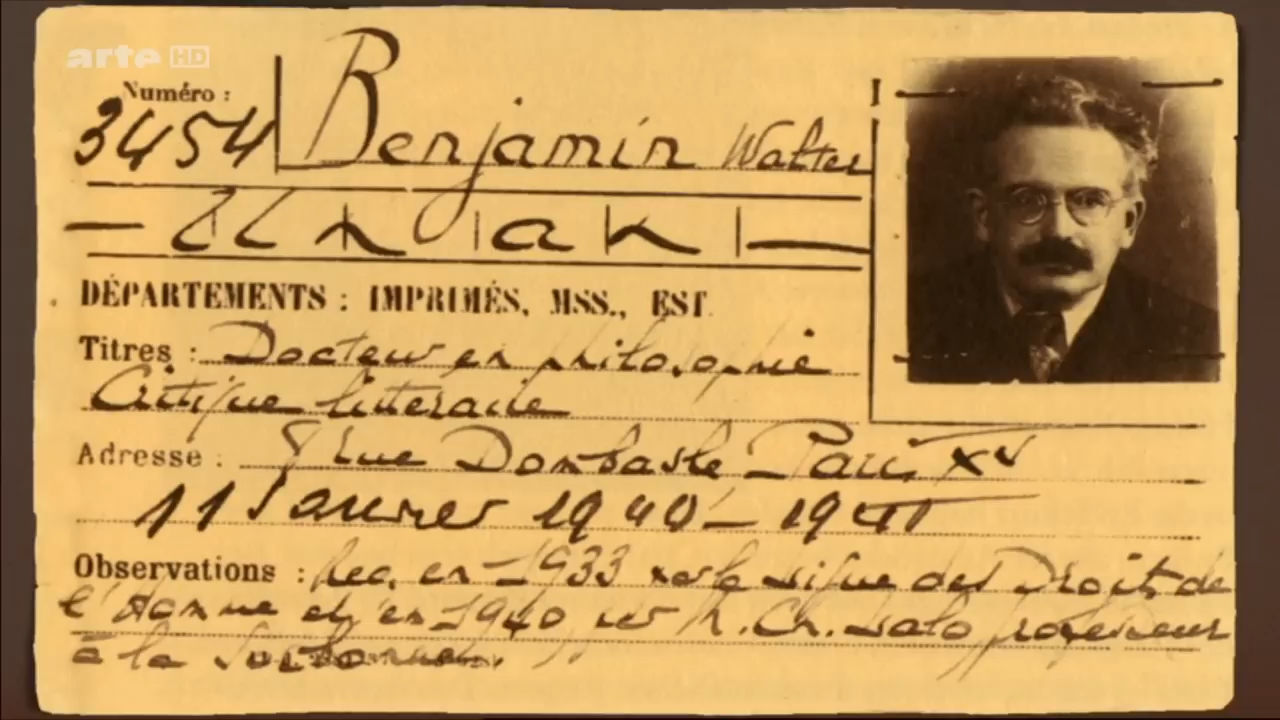 arte HD
Numéro :
3454 Benjamin Walter
DÉPARTEMENTS : IMPRIMÉS, MSS., EST.
Titres : Docteur en philosophie
Critique littéraire
Adresse : rue Dombasle Paris XV
11 Janvier 1940 - 1941
Observations : Rec. en 1933 par la Ligue des Droits de
l'Homme et en 1940 par M. Ch. Lalo professeur
à la Sorbonne.